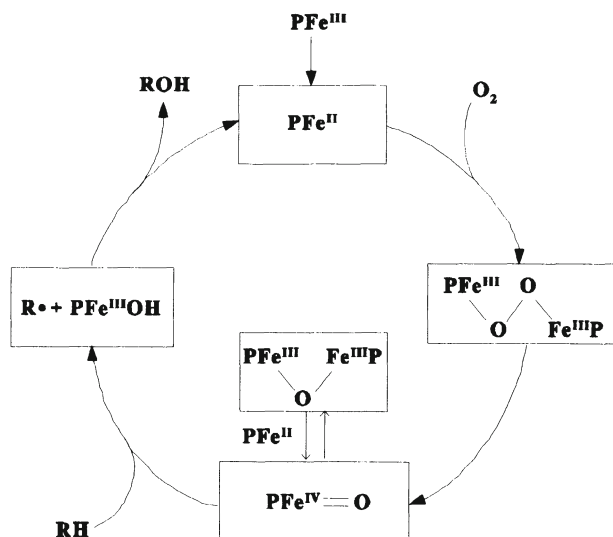 PFeIII
ROH
O2
PFeII
PFeIII O
O FeIIIP
R• + PFeIIIOH
PFeIII FeIIIP
O
PFeII
PFeIV═O
RH